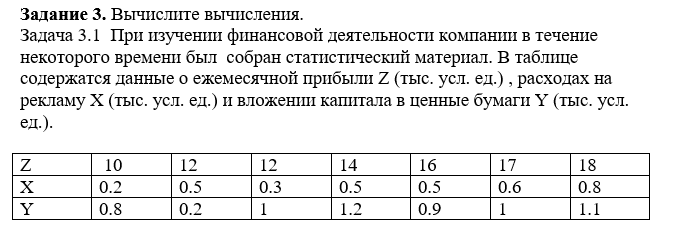 Задание 3. Вычислите вычисления.
Задача 3.1 При изучении финансовой деятельности компании в течение
некоторого времени был собран статистический материал. В таблице
содержатся данные о ежемесячной прибыли Z (тыс. усл. ед.) , расходах на
рекламу X (тыс. усл. ед.) и вложении капитала в ценные бумаги Y (тыс. усл.
ед.).
Z 10 12 12 14 16 17 18
X 0.2 0.5 0.3 0.5 0.5 0.6 0.8
Y 0.8 0.2 1 1.2 0.9 1 1.1